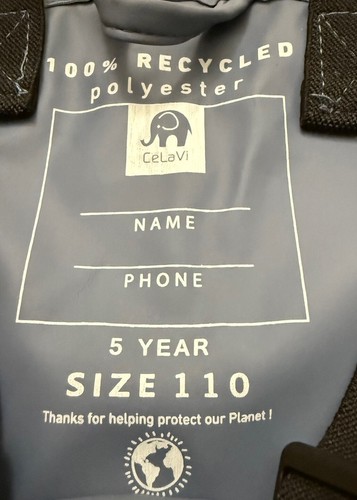 100% RECYCLED
polyester
CeLaVi
NAME
PHONE
5 YEAR
SIZE 110
Thanks for helping protect our Planet !